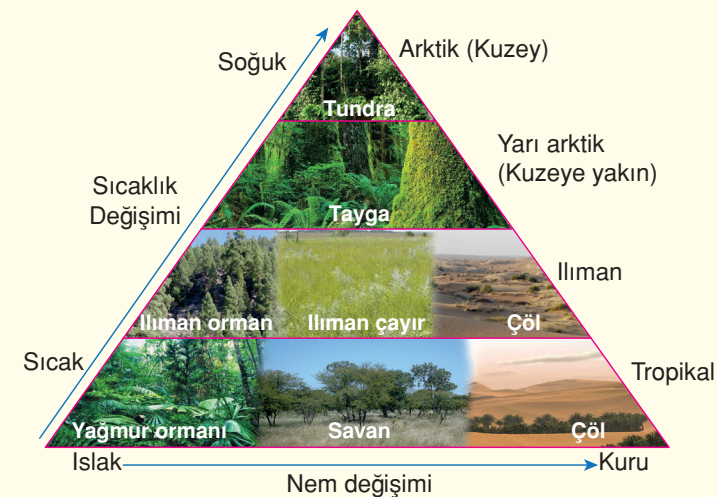 Soğuk
Arktik (Kuzey)
Tundra
Yarı arktik
(Kuzeye yakın)
Sıcaklık
Değişimi
Tayga
Ilıman
Ilıman orman
Ilıman çayır
Çöl
Sıcak
Tropikal
Yağmur ormanı
Savan
Çöl
Islak
Kuru
Nem değişimi